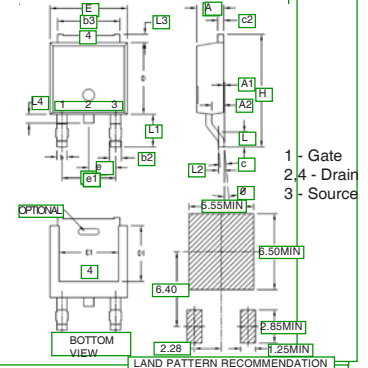 E
A
b3
L3
c2
4
D
A1
H
A2
L4
1 2 3
L1
L
b
b2
e
L2
c
e1
1 - Gate
2,4 - Drain
3 - Source
Ø
5.55MIN
OPTIONAL
E1
D1
6.50MIN
4
6.40
2.85MIN
BOTTOM
VIEW
2.28
1.25MIN
LAND PATTERN RECOMMENDATION